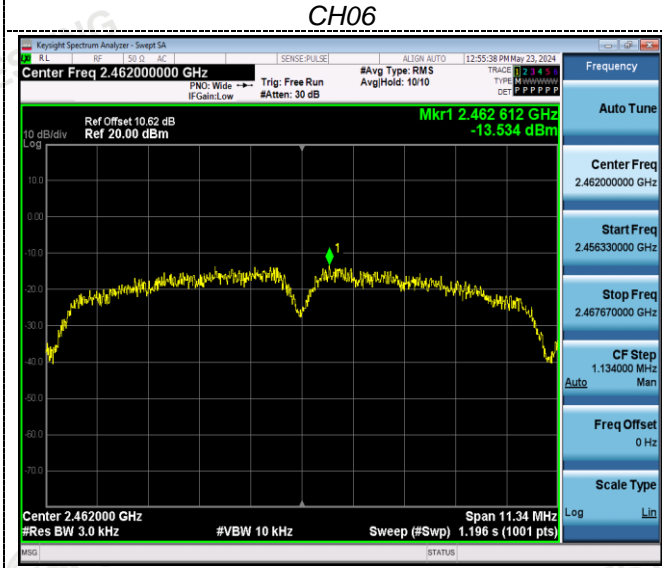 CH06
Keysight Spectrum Analyzer - Swept SA
RL RF 50 Ω AC SENSE:PULSE ALIGN AUTO 12:55:38 PM May 23, 2024
Center Freq 2.462000000 GHz
PNO: Wide
IFGain:Low
Trig: Free Run
#Atten: 30 dB
#Avg Type: RMS
Avg|Hold: 10/10
TRACE 1 2 3 4 5 6
TYPE M W W W W W
DET P P P P P P
Frequency
Auto Tune
Center Freq
2.462000000 GHz
Start Freq
2.456330000 GHz
Stop Freq
2.467670000 GHz
CF Step
1.134000 MHz
Auto Man
Freq Offset
0 Hz
Scale Type
Log Lin
Mkr1 2.462 612 GHz
-13.534 dBm
Ref Offset 10.62 dB
10 dB/div Ref 20.00 dBm
Log
10.0
0.00
-10.0
-20.0
-30.0
-40.0
-50.0
-60.0
-70.0
1
Center 2.462000 GHz
#Res BW 3.0 kHz
#VBW 10 kHz
Span 11.34 MHz
Sweep (#Swp) 1.196 s (1001 pts)
MSG STATUS